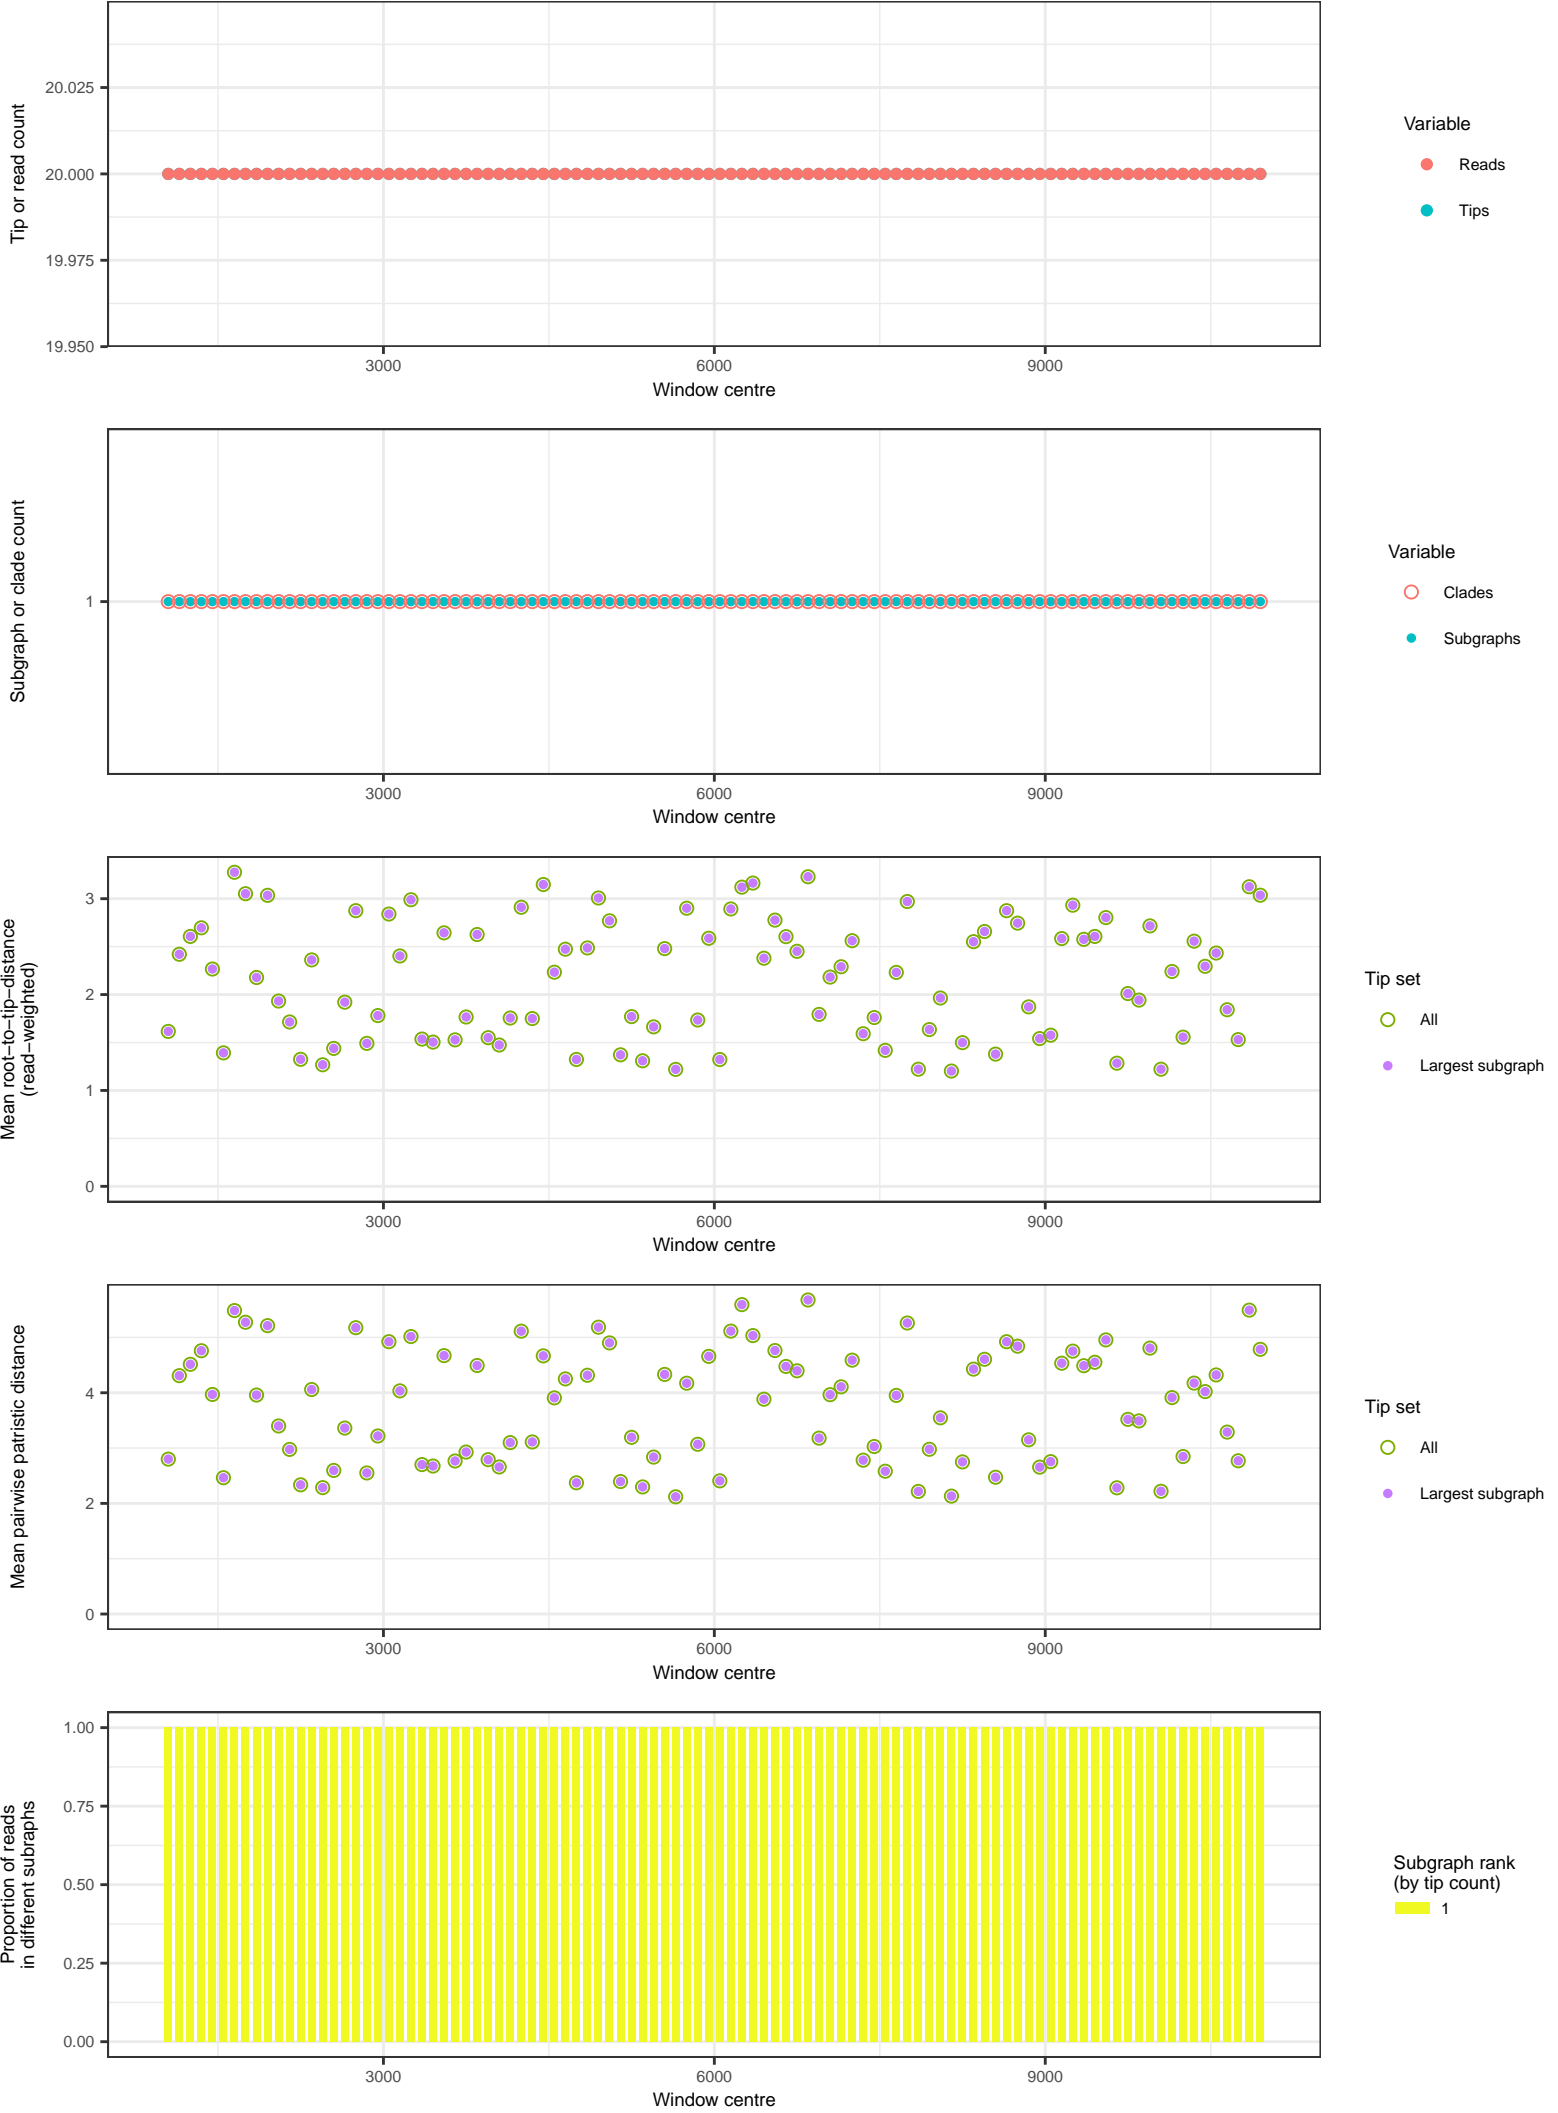 Tip or read count
20.025
20.000
19.975
19.950
3000 6000 9000
Window centre
Variable
Reads
Tips
Subgraph or clade count
1
3000 6000 9000
Window centre
Variable
Clades
Subgraphs
Mean root−to−tip−distance
(read−weighted)
3
2
1
0
3000 6000 9000
Window centre
Tip set
All
Largest subgraph
Mean pairwise patristic distance
4
2
0
3000 6000 9000
Window centre
Tip set
All
Largest subgraph
Proportion of reads
in different subraphs
1.00
0.75
0.50
0.25
0.00
3000 6000 9000
Window centre
Subgraph rank
(by tip count)
1